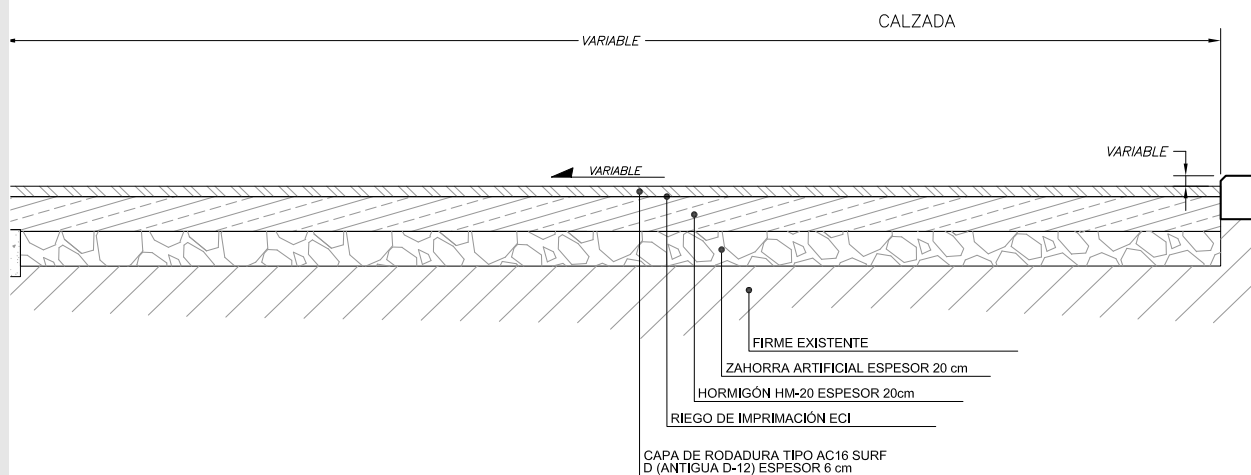 CALZADA
VARIABLE
VARIABLE
VARIABLE
FIRME EXISTENTE
ZAHORRA ARTIFICIAL ESPESOR 20 cm
HORMIGÓN HM-20 ESPESOR 20cm
RIEGO DE IMPRIMACIÓN ECI
CAPA DE RODADURA TIPO AC16 SURF
D (ANTIGUA D-12) ESPESOR 6 cm